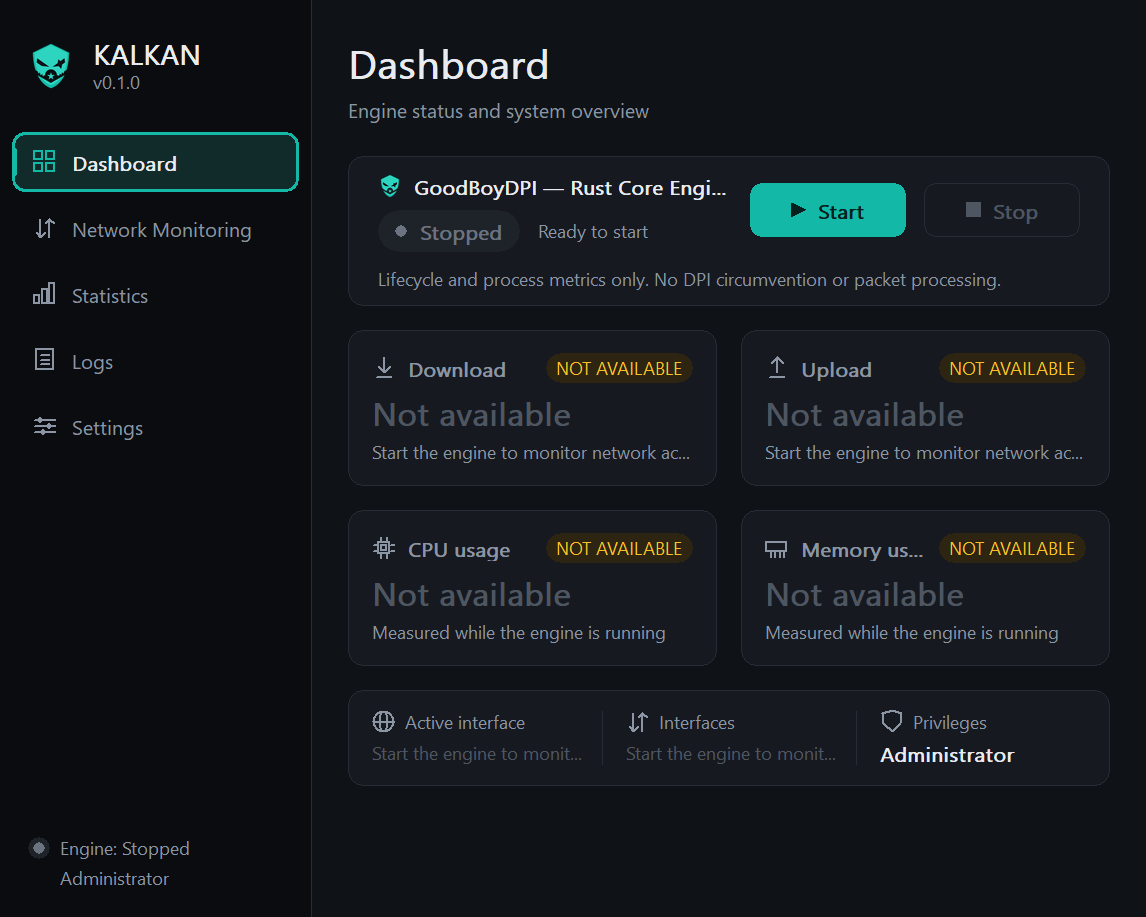 KALKAN
v0.1.0
Dashboard
Network Monitoring
Statistics
Logs
Settings
Engine: Stopped
Administrator
Dashboard
Engine status and system overview
GoodBoyDPI — Rust Core Engi...
Stopped
Ready to start
Start
Stop
Lifecycle and process metrics only. No DPI circumvention or packet processing.
Download
NOT AVAILABLE
Not available
Start the engine to monitor network ac...
Upload
NOT AVAILABLE
Not available
Start the engine to monitor network ac...
CPU usage
NOT AVAILABLE
Not available
Measured while the engine is running
Memory us...
NOT AVAILABLE
Not available
Measured while the engine is running
Active interface
Start the engine to monit...
Interfaces
Start the engine to monit...
Privileges
Administrator